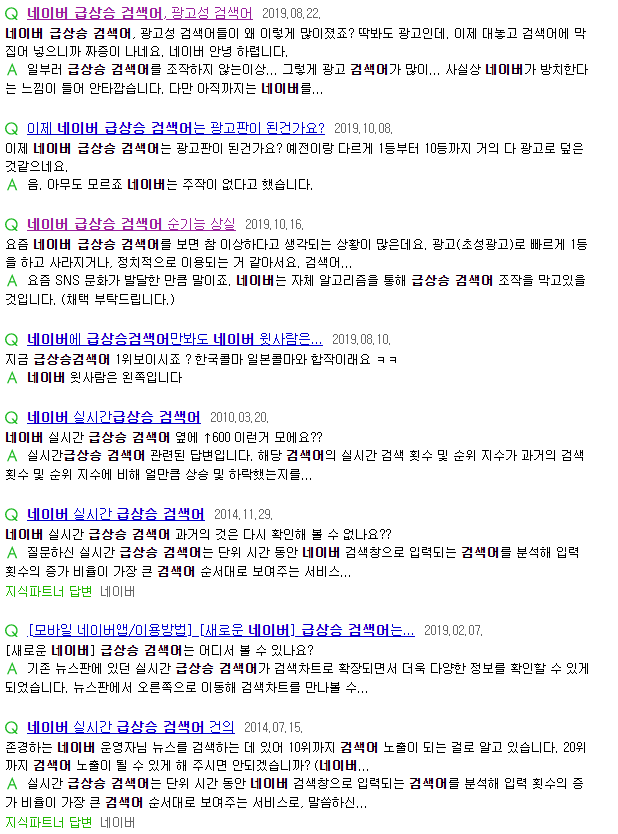 Q 네이버 급상승 검색어, 광고성 검색어 2019.08.22.
네이버 급상승 검색어, 광고성 검색어들이 왜 이렇게 많이졌죠? 딱봐도 광고인데. 이제 대놓고 검색어에 막
집어 넣으니까 짜증이 나네요. 네이버 안녕 하렵니다.
A 일부러 급상승 검색어를 조작하지 않는이상... 그렇게 광고 검색어가 많이... 사실상 네이버가 방치한다
는 느낌이 들어 안타깝습니다. 다만 아직까지는 네이버를...
Q 이제 네이버 급상승 검색어는 광고판이 된건가요? 2019.10.08.
이제 네이버 급상승 검색어는 광고판이 된건가요? 예전이랑 다르게 1등부터 10등까지 거의 다 광고로 덮은
것같으네요.
A 음. 아무도 모르죠 네이버는 주작이 없다고 했습니다.
Q 네이버 급상승 검색어 순기능 상실 2019.10.16.
요즘 네이버 급상승 검색어를 보면 참 이상하다고 생각되는 상황이 많은데요. 광고(초성광고)로 빠르게 1등
을 하고 사라지거나, 정치적으로 이용되는 거 같아서요. 검색어...
A 요즘 SNS 문화가 발달한 만큼 말이죠. 네이버는 자체 알고리즘을 통해 급상승 검색어 조작을 막고있을
것입니다. (채택 부탁드립니다.)
Q 네이버에 급상승검색어만봐도 네이버 윗사람은... 2019.08.10.
지금 급상승검색어 1위보이시죠 ? 한국콜마 일본콜마와 합작이래요 ㅋㅋ
A 네이버 윗사람은 왼쪽입니다
Q 네이버 실시간급상승 검색어 2010.03.20.
네이버 실시간 급상승 검색어 옆에 ↑600 이런거 모에요??
A 실시간급상승 검색어 관련된 답변입니다. 해당 검색어의 실시간 검색 횟수 및 순위 지수가 과거의 검색
횟수 및 순위 지수에 비해 얼만큼 상승 및 하락했는지를...
Q 네이버 실시간 급상승 검색어 2014.11.29.
네이버 실시간 급상승 검색어 과거의 것은 다시 확인해 볼 수 없나요??
A 질문하신 실시간 급상승 검색어는 단위 시간 동안 네이버 검색창으로 입력되는 검색어를 분석해 입력
횟수의 증가 비율이 가장 큰 검색어 순서대로 보여주는 서비스...
지식파트너 답변 네이버
Q [모바일 네이버앱/이용방법] [새로운 네이버] 급상승 검색어는... 2019.02.07.
[새로운 네이버] 급상승 검색어는 어디서 볼 수 있나요?
A 기존 뉴스판에 있던 실시간 급상승 검색어가 검색차트로 확장되면서 더욱 다양한 정보를 확인할 수 있게
되었습니다. 뉴스판에서 오른쪽으로 이동해 검색차트를 만나볼 수...
Q 네이버 실시간 급상승 검색어 건의 2014.07.15.
존경하는 네이버 운영자님 뉴스를 검색하는 데 있어 10위까지 검색어 노출이 되는 걸로 알고 있습니다. 20위
까지 검색어 노출이 될 수 있게 해 주시면 안되겠습니까? (네이버...
A 실시간 급상승 검색어는 단위 시간 동안 네이버 검색창으로 입력되는 검색어를 분석해 입력 횟수의 증
가 비율이 가장 큰 검색어 순서대로 보여주는 서비스로, 말씀하신...
지식파트너 답변 네이버